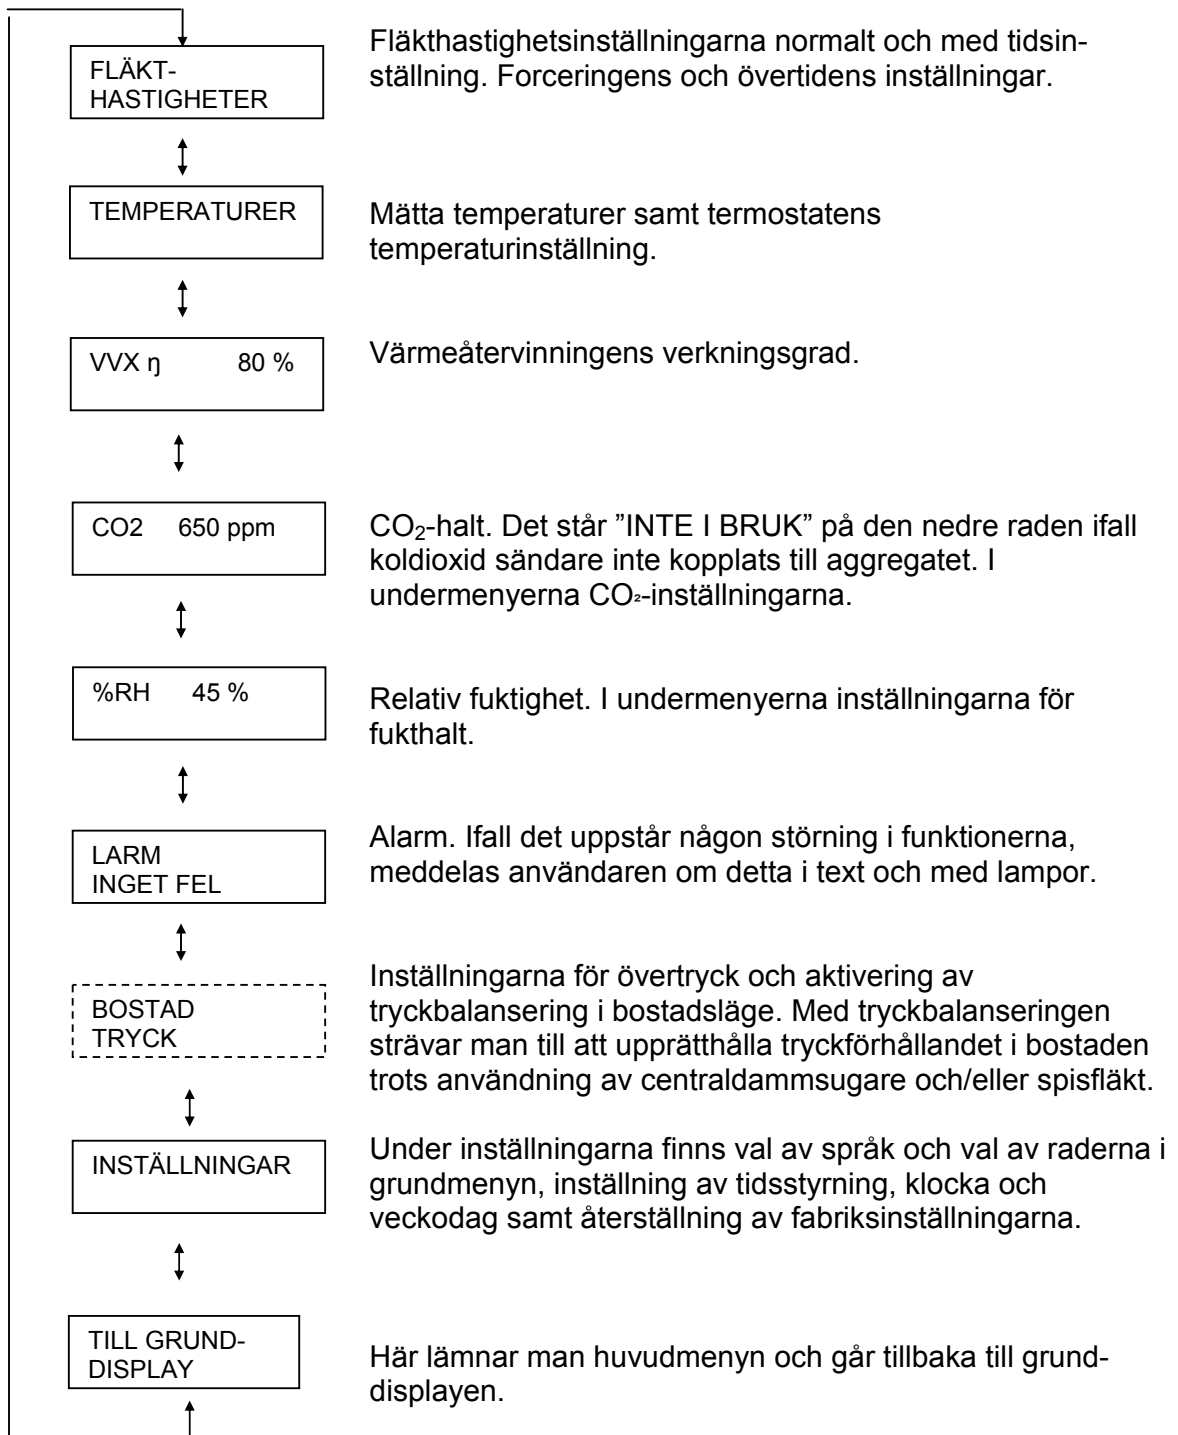 FLÄKT-
HASTIGHETER
Fläkthastighetsinställningarna normalt och med tidsin-
ställning. Forceringens och övertidens inställningar.
TEMPERATURER
Mätta temperaturer samt termostatens
temperaturinställning.
VVX ŋ 80 %
Värmeåtervinningens verkningsgrad.
CO2 650 ppm
CO₂-halt. Det står ”INTE I BRUK” på den nedre raden ifall
koldioxid sändare inte kopplats till aggregatet. I
undermenyerna CO₂-inställningarna.
%RH 45 %
Relativ fuktighet. I undermenyerna inställningarna för
fukthalt.
LARM
INGET FEL
Alarm. Ifall det uppstår någon störning i funktionerna,
meddelas användaren om detta i text och med lampor.
BOSTAD
TRYCK
Inställningarna för övertryck och aktivering av
tryckbalansering i bostadsläge. Med tryckbalanseringen
strävar man till att upprätthålla tryckförhållandet i bostaden
trots användning av centraldammsugare och/eller spisfläkt.
INSTÄLLNINGAR
Under inställningarna finns val av språk och val av raderna i
grundmenyn, inställning av tidsstyrning, klocka och
veckodag samt återställning av fabriksinställningarna.
TILL GRUND-
DISPLAY
Här lämnar man huvudmenyn och går tillbaka till grund-
displayen.